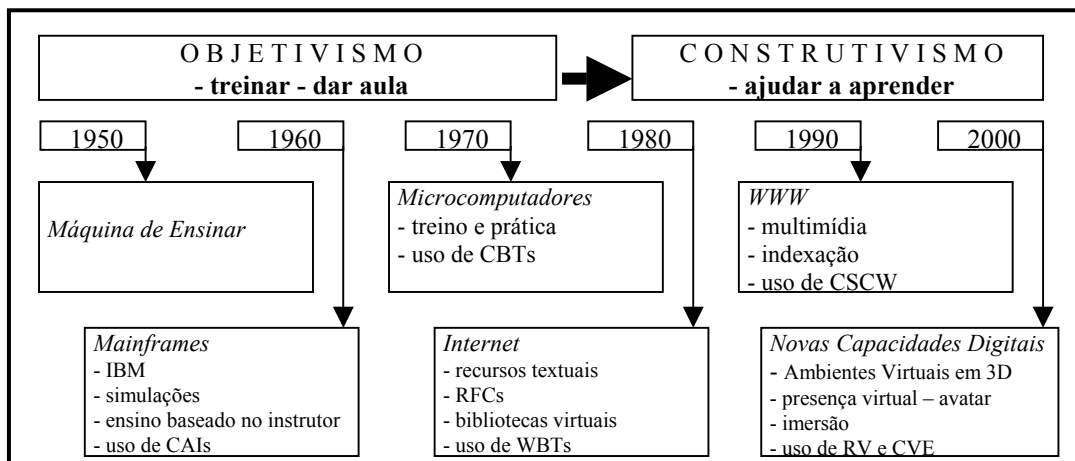 O B J E T I V I S M O
- treinar - dar aula
C O N S T R U T I V I S M O
- ajudar a aprender
1950
1960
1970
1980
1990
2000
Máquina de Ensinar
Microcomputadores
- treino e prática
- uso de CBTs
WWW
- multimídia
- indexação
- uso de CSCW
Mainframes
- IBM
- simulações
- ensino baseado no instrutor
- uso de CAIs
Internet
- recursos textuais
- RFCs
- bibliotecas virtuais
- uso de WBTs
Novas Capacidades Digitais
- Ambientes Virtuais em 3D
- presença virtual – avatar
- imersão
- uso de RV e CVE